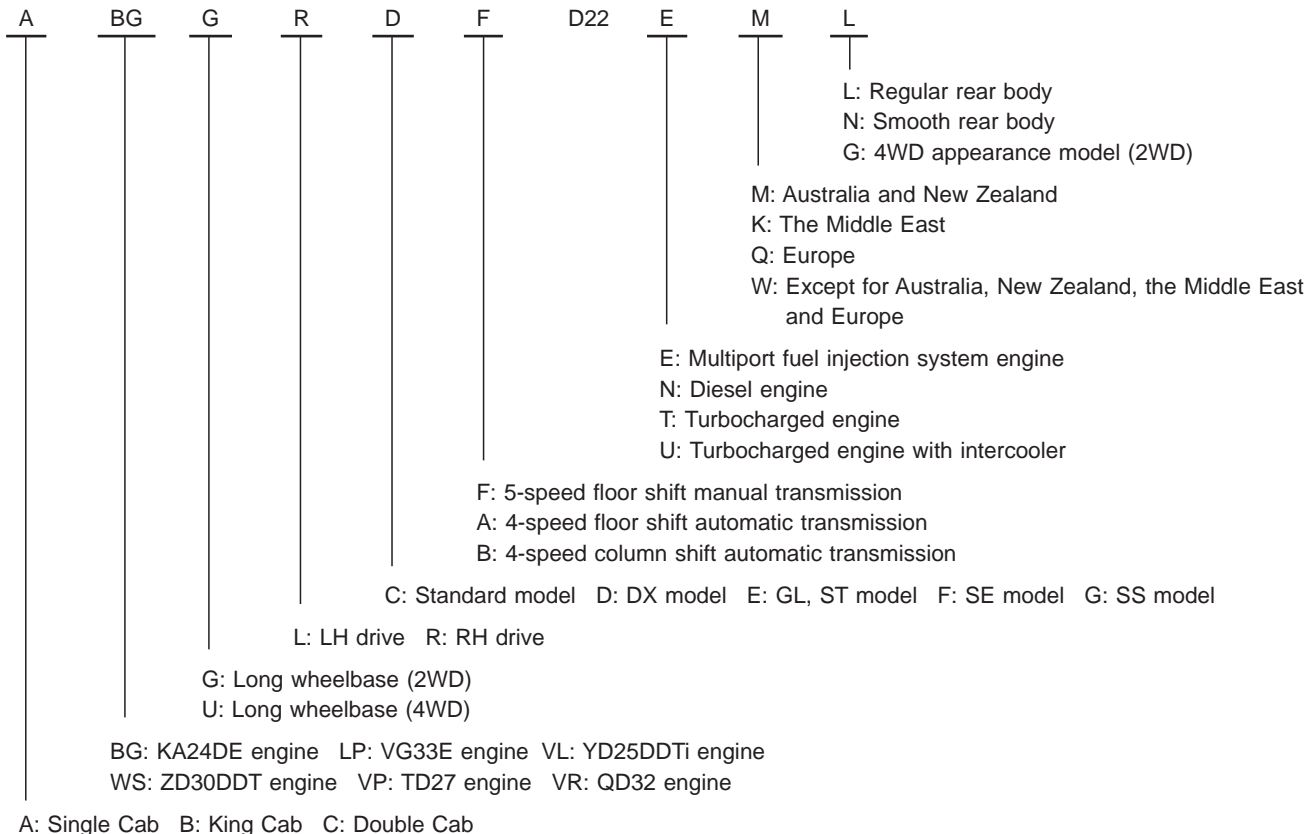 A BG G R D F D22 E M L
L: Regular rear body
N: Smooth rear body
G: 4WD appearance model (2WD)
M: Australia and New Zealand
K: The Middle East
Q: Europe
W: Except for Australia, New Zealand, the Middle East
and Europe
E: Multiport fuel injection system engine
N: Diesel engine
T: Turbocharged engine
U: Turbocharged engine with intercooler
F: 5-speed floor shift manual transmission
A: 4-speed floor shift automatic transmission
B: 4-speed column shift automatic transmission
C: Standard model D: DX model E: GL, ST model F: SE model G: SS model
L: LH drive R: RH drive
G: Long wheelbase (2WD)
U: Long wheelbase (4WD)
BG: KA24DE engine LP: VG33E engine VL: YD25DDTi engine
WS: ZD30DDT engine VP: TD27 engine VR: QD32 engine
A: Single Cab B: King Cab C: Double Cab